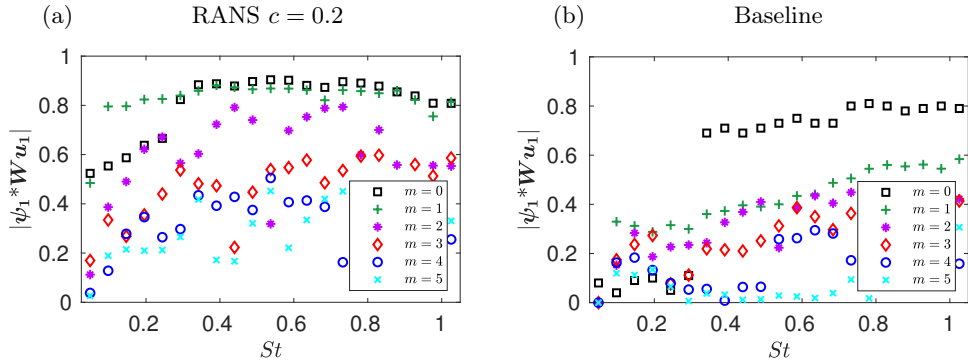 (a) RANS c = 0.2
1
0.8
0.6
0.4
0.2
0
|ψ₁*Wu₁|
m = 0
m = 1
m = 2
m = 3
m = 4
m = 5
0.2 0.4 0.6 0.8 1
St
(b) Baseline
1
0.8
0.6
0.4
0.2
0
|ψ₁*Wu₁|
m = 0
m = 1
m = 2
m = 3
m = 4
m = 5
0.2 0.4 0.6 0.8 1
St